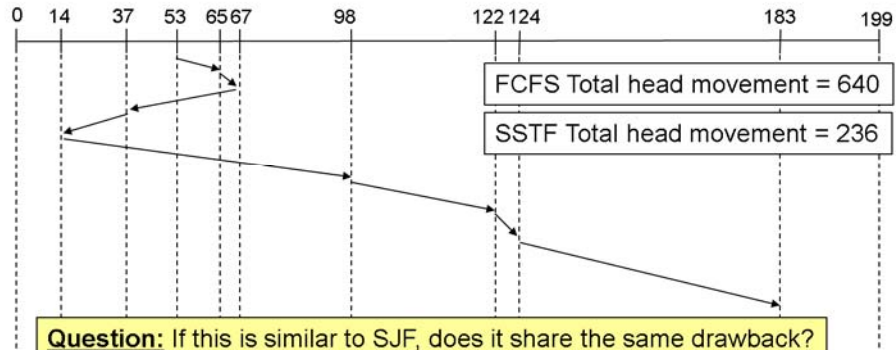 0 14 37 53 65 67 98 122 124 183 199
FCFS Total head movement = 640
SSTF Total head movement = 236
Question: If this is similar to SJF, does it share the same drawback?